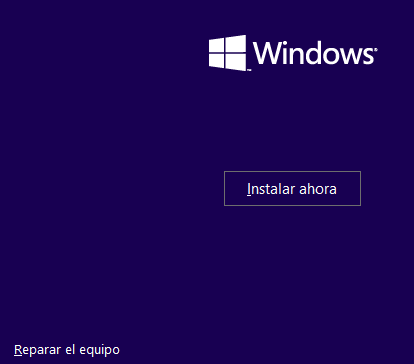 Windows®
Instalar ahora
Reparar el equipo